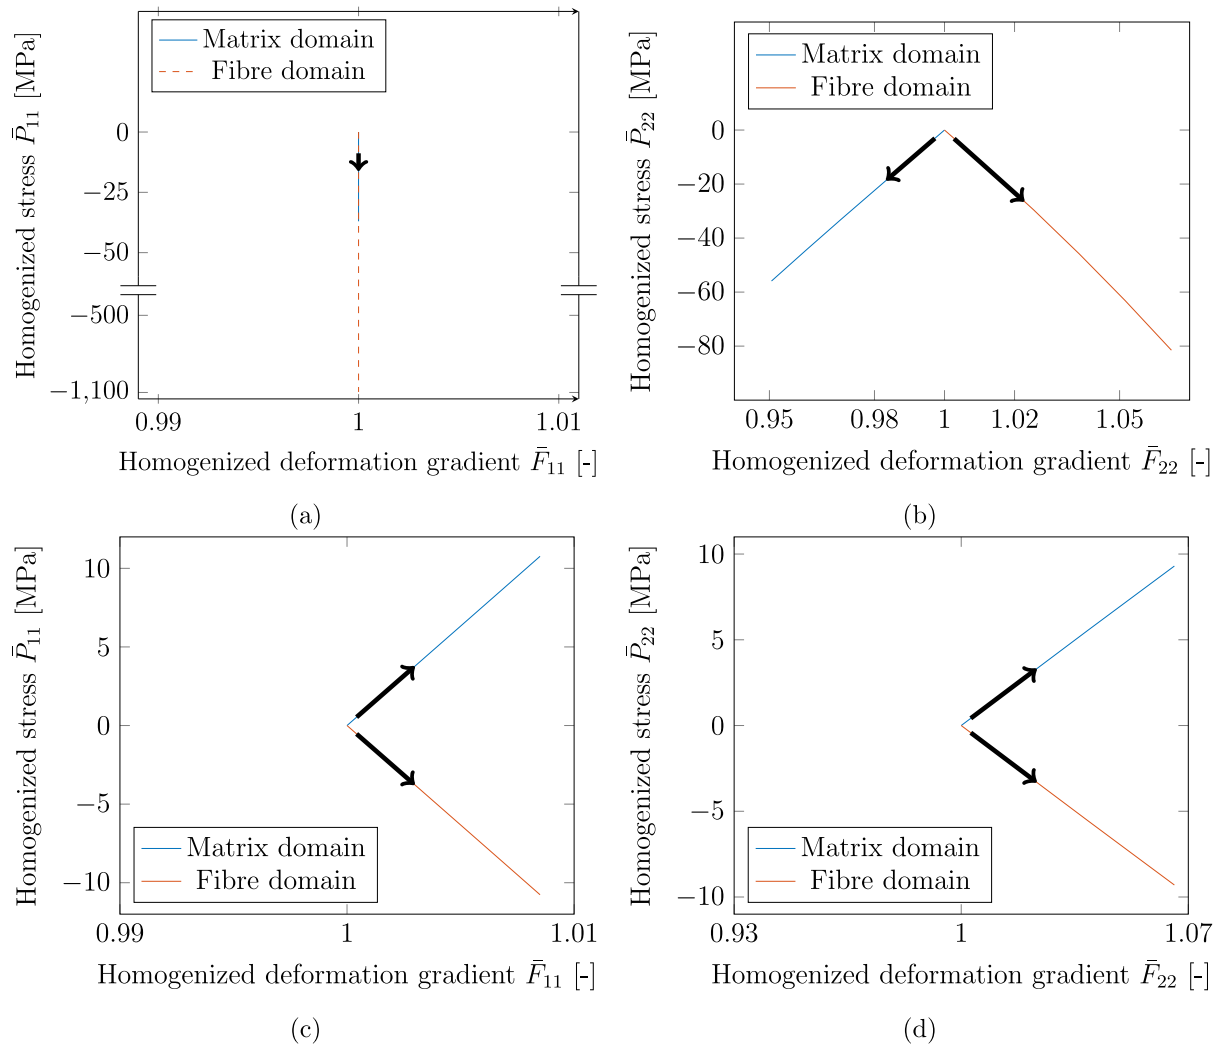 Homogenized stress P̄₁₁ [MPa]
Matrix domain
Fibre domain
0
−25
−50
−500
−1,100
0.99 1 1.01
Homogenized deformation gradient F̄₁₁ [-]
(a)
Homogenized stress P̄₂₂ [MPa]
Matrix domain
Fibre domain
0
−20
−40
−60
−80
0.95 0.98 1 1.02 1.05
Homogenized deformation gradient F̄₂₂ [-]
(b)
Homogenized stress P̄₁₁ [MPa]
10
5
0
−5
−10
Matrix domain
Fibre domain
0.99 1 1.01
Homogenized deformation gradient F̄₁₁ [-]
(c)
Homogenized stress P̄₂₂ [MPa]
10
5
0
−5
−10
Matrix domain
Fibre domain
0.93 1 1.07
Homogenized deformation gradient F̄₂₂ [-]
(d)